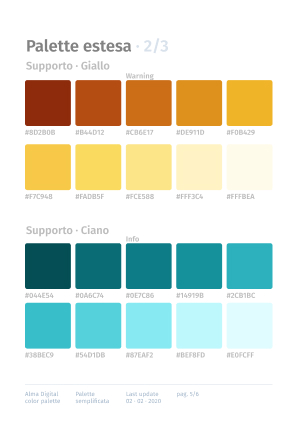 Palette estesa · 2/3
Supporto · Giallo
Warning
#8D2B0B #B44D12 #CB6E17 #DE911D #F0B429
#F7C948 #FADB5F #FCE588 #FFF3C4 #FFFBEA
Supporto · Ciano
Info
#044E54 #0A6C74 #0E7C86 #14919B #2CB1BC
#38BEC9 #54D1DB #87EAF2 #BEF8FD #E0FCFF
Alma Digital Palette Last update pag. 5/6
color palette semplificata 02 · 02 · 2020